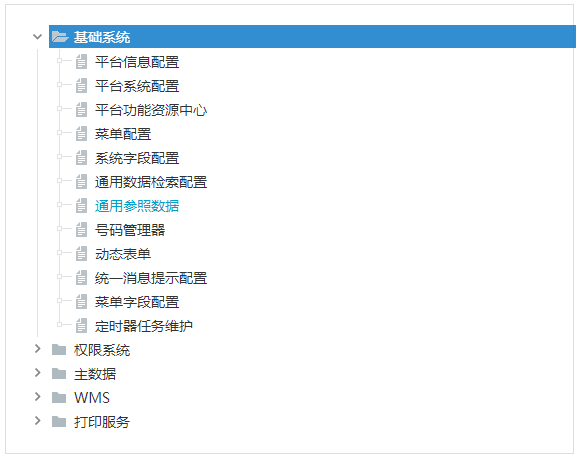 基础系统
平台信息配置
平台系统配置
平台功能资源中心
菜单配置
系统字段配置
通用数据检索配置
通用参照数据
号码管理器
动态表单
统一消息提示配置
菜单字段配置
定时器任务维护
权限系统
主数据
WMS
打印服务